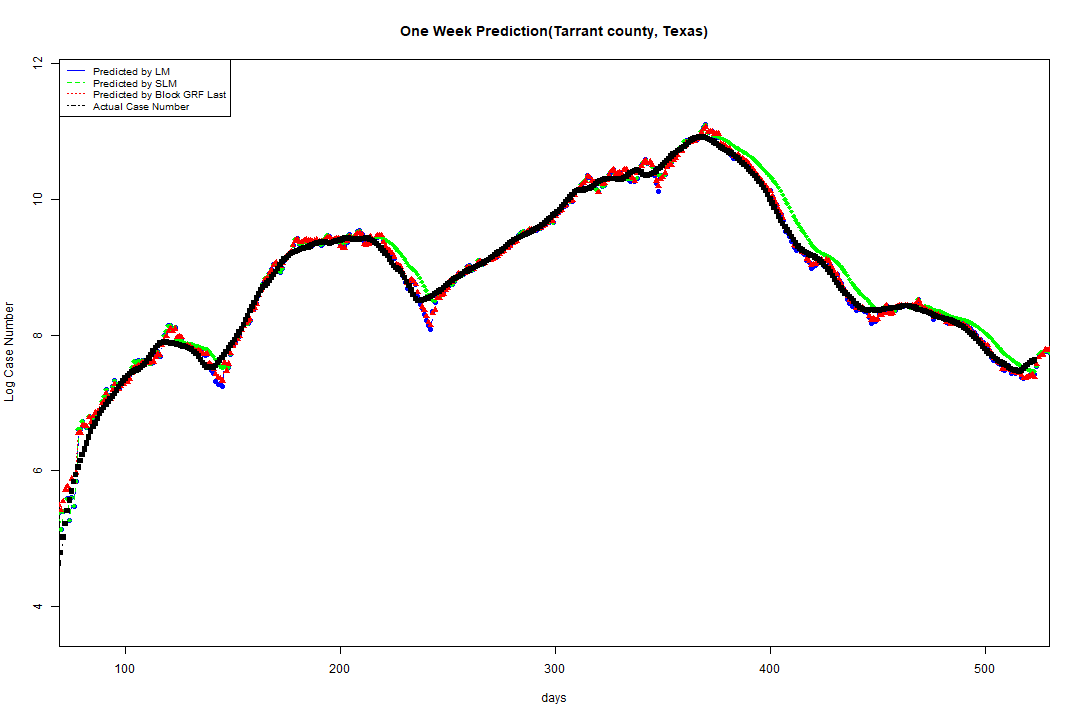 One Week Prediction(Tarrant county, Texas)
Predicted by LM
Predicted by SLM
Predicted by Block GRF Last
Actual Case Number
Log Case Number
12
10
8
6
4
100 200 300 400 500
days